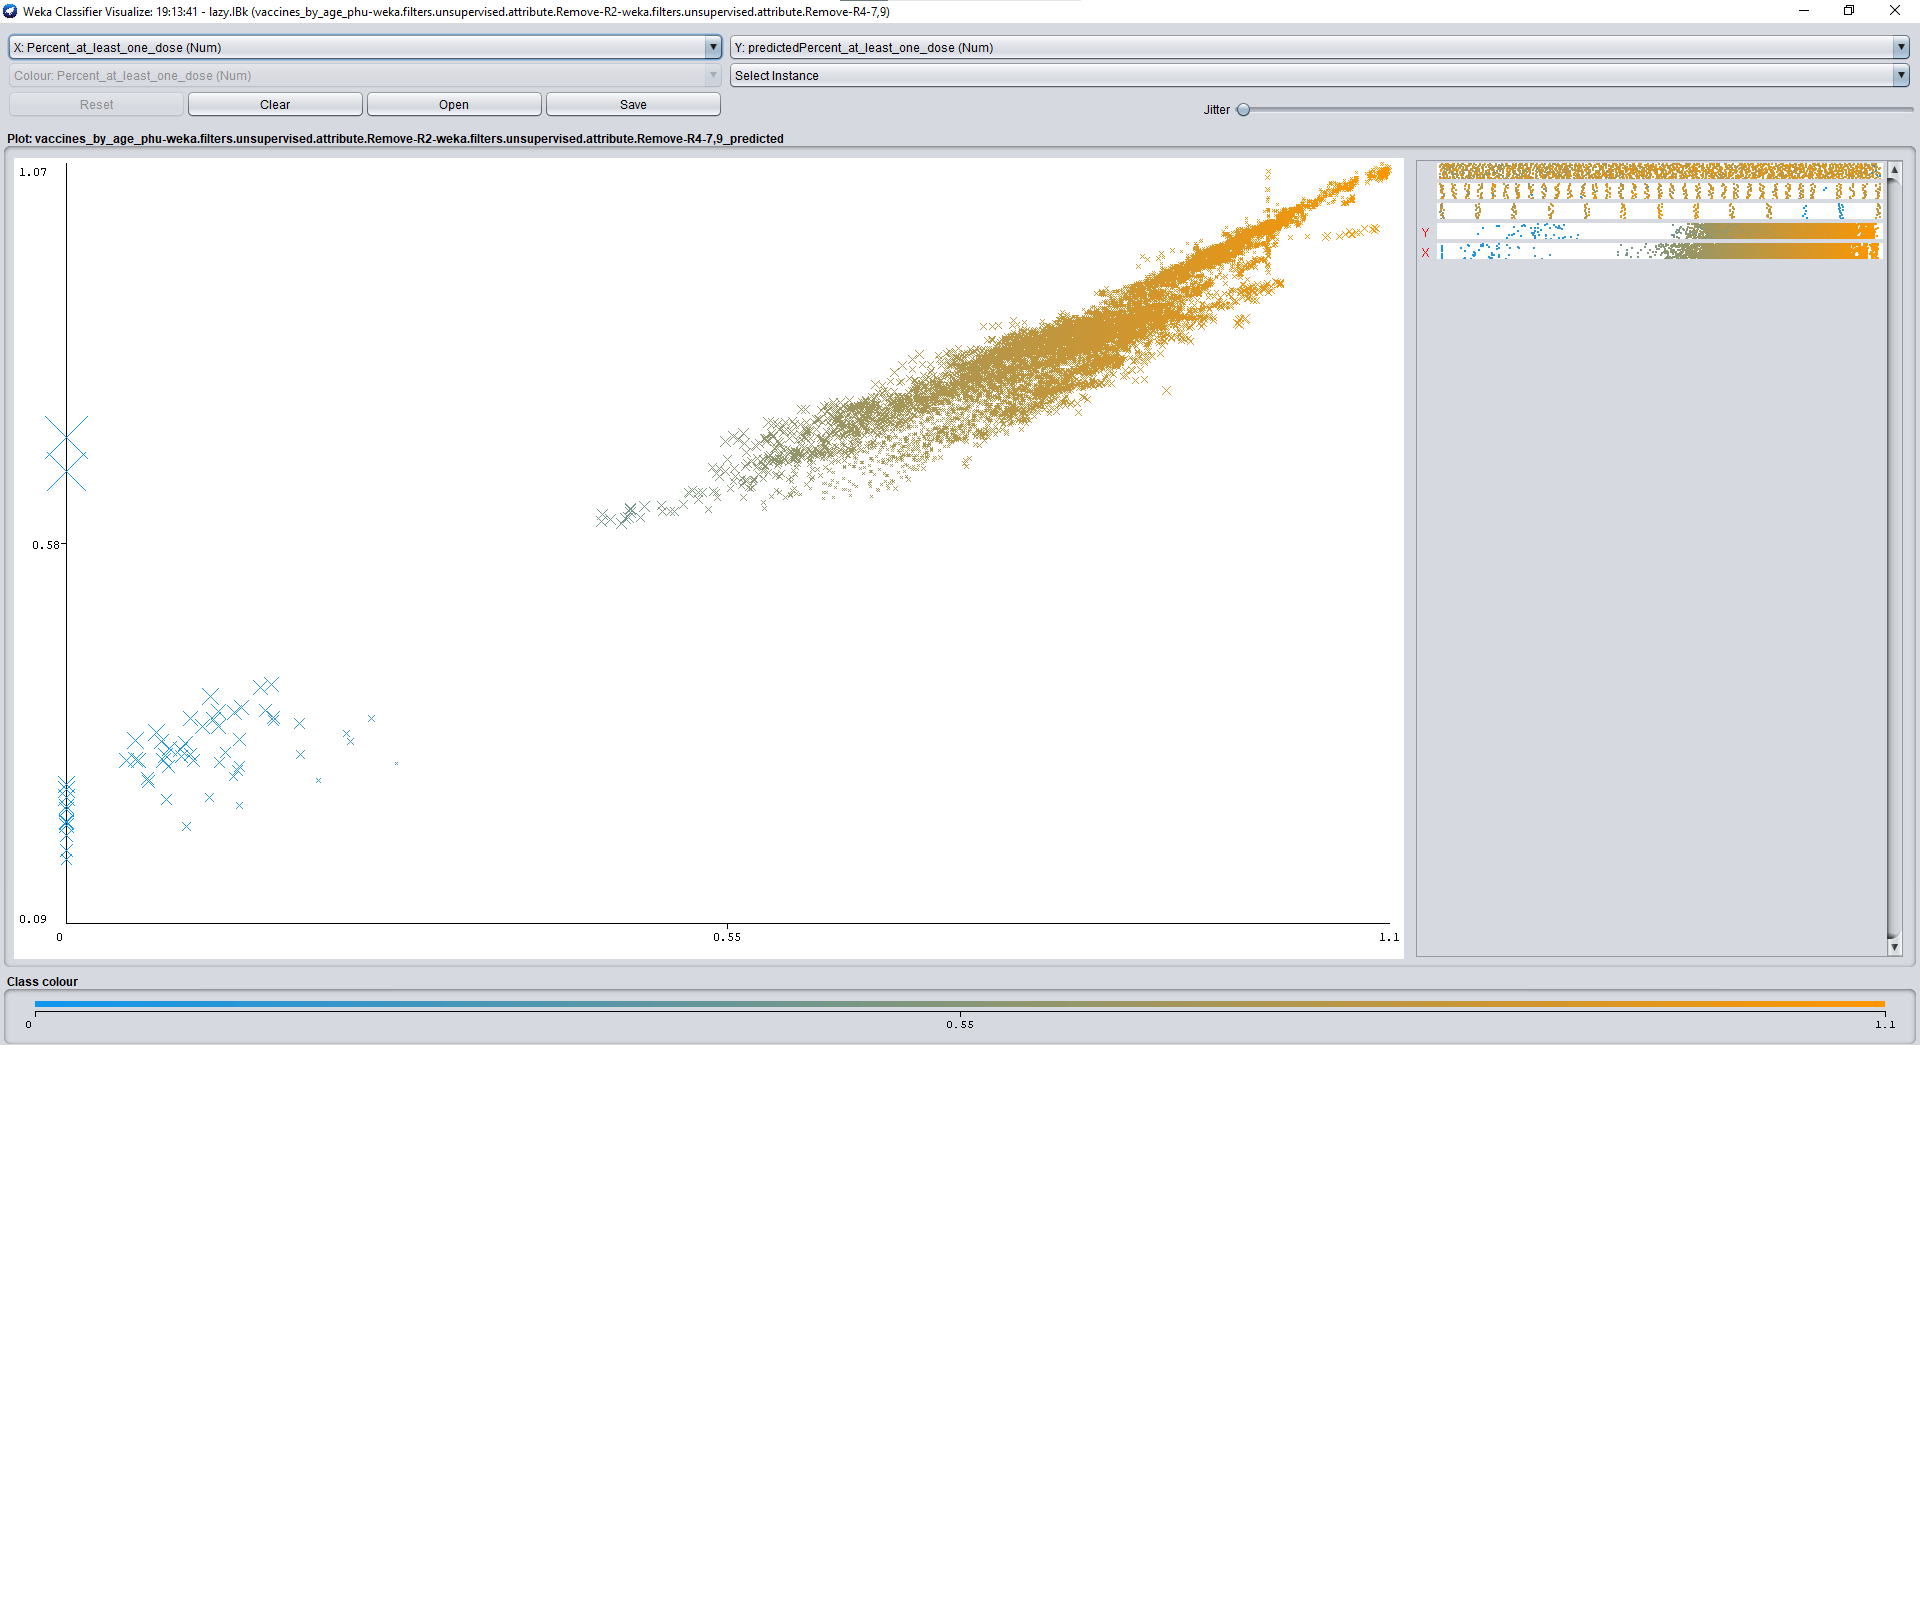 Weka Classifier Visualize: 19:13:41 - lazy.IBk (vaccines_by_age_phu-weka.filters.unsupervised.attribute.Remove-R2-weka.filters.unsupervised.attribute.Remove-R4-7,9)
X: Percent_at_least_one_dose (Num)
Y: predictedPercent_at_least_one_dose (Num)
Colour: Percent_at_least_one_dose (Num)
Select Instance
Reset
Clear
Open
Save
Jitter
Plot: vaccines_by_age_phu-weka.filters.unsupervised.attribute.Remove-R2-weka.filters.unsupervised.attribute.Remove-R4-7,9_predicted
1.07
0.58
0.09
0
0.55
1.1
Y
X
Class colour
0
0.55
1.1